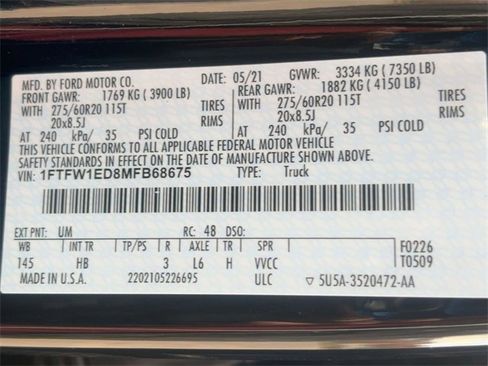 MFD. BY FORD MOTOR CO. DATE: 05/21 GVWR: 3334 KG ( 7350 LB)
FRONT GAWR: 1769 KG ( 3900 LB) REAR GAWR: 1882 KG ( 4150 LB)
WITH 275/60R20 115T TIRES WITH 275/60R20 115T TIRES
20x8.5J RIMS 20x8.5J RIMS
AT 240 kPa/ 35 PSI COLD AT 240 kPa/ 35 PSI COLD
THIS VEHICLE CONFORMS TO ALL APPLICABLE FEDERAL MOTOR VEHICLE
SAFETY STANDARDS IN EFFECT ON THE DATE OF MANUFACTURE SHOWN ABOVE.
VIN: 1FTFW1ED8MFB68675 TYPE: Truck
EXT PNT: UM RC: 48 DSO:
WB INT TR TP/PS R AXLE TR SPR F0226
145 HB 3 L6 H VVCC T0509
MADE IN U.S.A. 2202105226695 ULC 5U5A-3520472-AA